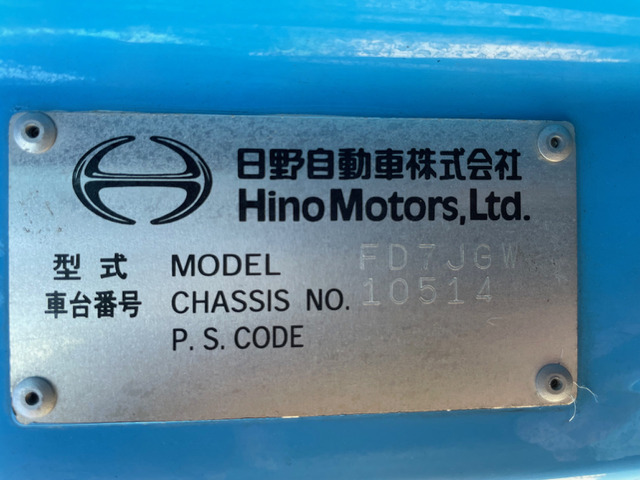 日野自動車株式会社
Hino Motors, Ltd.
型式 MODEL FD7JGW
車台番号 CHASSIS NO. 10514
P. S. CODE